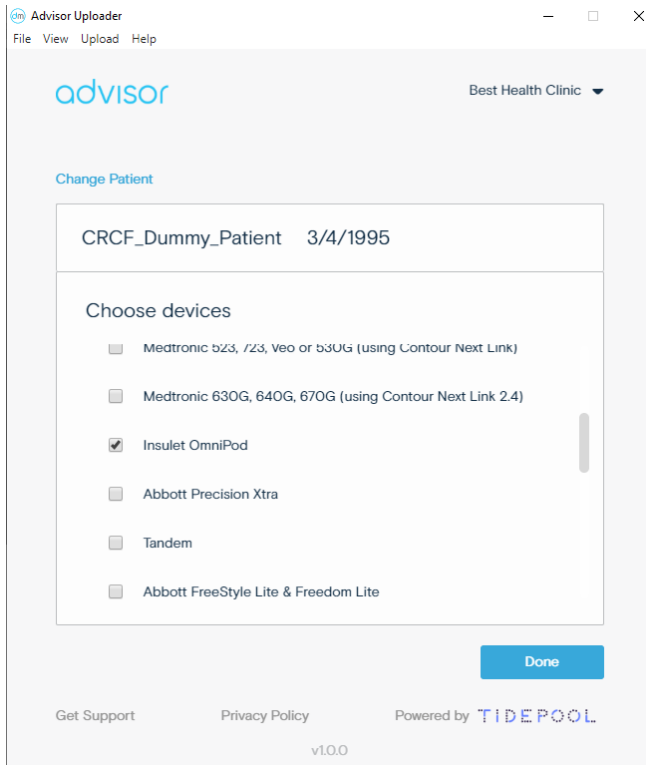 dm Advisor Uploader
File View Upload Help
advisor
Best Health Clinic
Change Patient
CRCF_Dummy_Patient 3/4/1995
Choose devices
Medtronic 523, 723, Veo or 530G (using Contour Next Link)
Medtronic 630G, 640G, 670G (using Contour Next Link 2.4)
Insulet OmniPod
Abbott Precision Xtra
Tandem
Abbott FreeStyle Lite & Freedom Lite
Done
Get Support Privacy Policy Powered by TIDEPOOL
v1.0.0